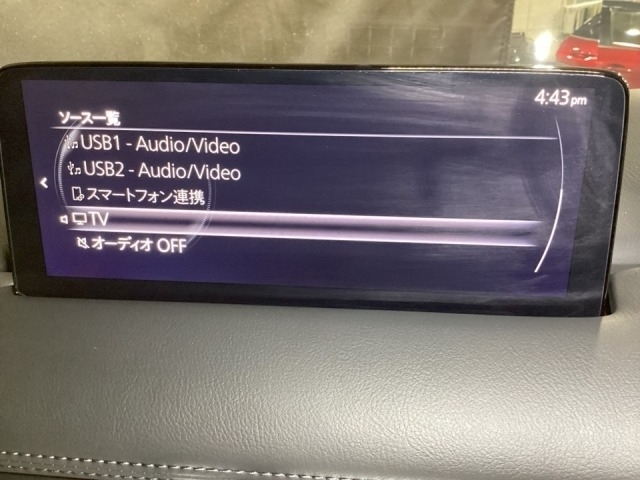 4:43pm
ソース一覧
USB1 - Audio/Video
USB2 - Audio/Video
スマートフォン連携
TV
オーディオ OFF